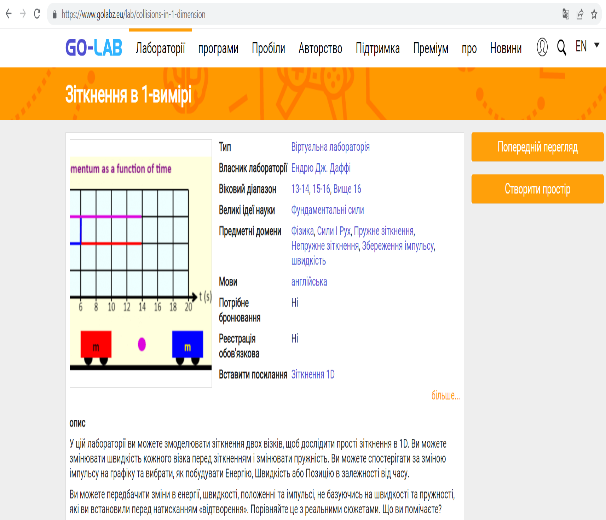 https://www.golabz.eu/lab/collisions-in-1-dimension
GO-LAB Лабораторії програми Пробіли Авторство Підтримка Преміум про Новини EN
Зіткнення в 1-вимірі
mentum as a function of time
t (s)
6 8 10 12 14 16 18 20
m m
Тип Віртуальна лабораторія
Власник лабораторії Ендрю Дж. Даффі
Віковий діапазон 13-14, 15-16, Вище 16
Великі ідеї науки Фундаментальні сили
Предметні домени Фізика, Сили І Рух, Пружне зіткнення,
Непружне зіткнення, Збереження імпульсу,
швидкість
Мови англійська
Потрібне Ні
бронювання
Реєстрація Ні
обов'язкова
Вставити посилання Зіткнення 1D
більше...
Попередній перегляд
Створити простір
опис
У цій лабораторії ви можете змоделювати зіткнення двох візків, щоб дослідити прості зіткнення в 1D. Ви можете
змінювати швидкість кожного візка перед зіткненням і змінювати пружність. Ви можете спостерігати за зміною
імпульсу на графіку та вибрати, як побудувати Енергію, Швидкість або Позицію в залежності від часу.
Ви можете передбачити зміни в енергії, швидкості, положенні та імпульсі, не базуючись на швидкості та пружності,
які ви встановили перед натисканням «відтворення». Порівняйте це з реальними сюжетами. Що ви помічаєте?